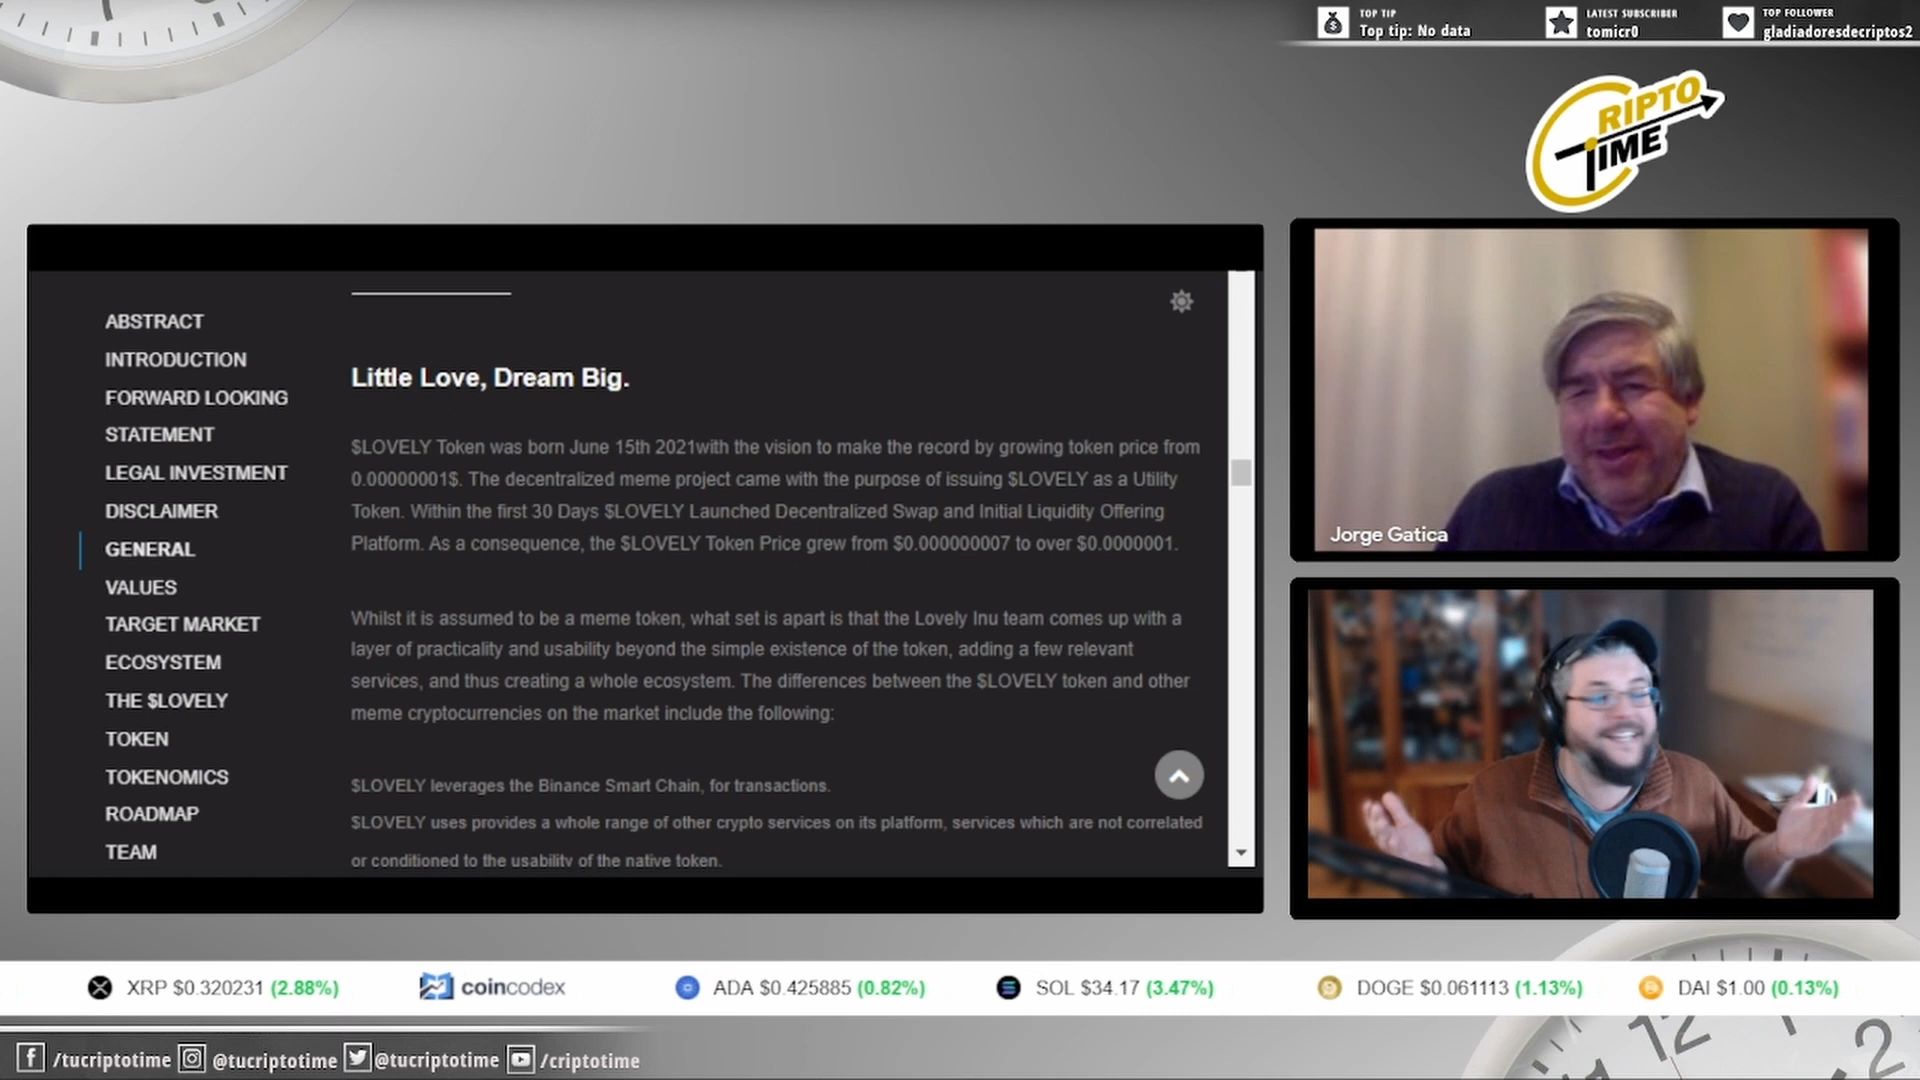 TOP TIP
Top tip: No data
LATEST SUBSCRIBER
tomicr0
TOP FOLLOWER
gladiadoresdecriptos2
RIPTO
TIME
ABSTRACT
INTRODUCTION
FORWARD LOOKING
STATEMENT
LEGAL INVESTMENT
DISCLAIMER
GENERAL
VALUES
TARGET MARKET
ECOSYSTEM
THE $LOVELY
TOKEN
TOKENOMICS
ROADMAP
TEAM
Little Love, Dream Big.
$LOVELY Token was born June 15th 2021with the vision to make the record by growing token price from
0.00000001$. The decentralized meme project came with the purpose of issuing $LOVELY as a Utility
Token. Within the first 30 Days $LOVELY Launched Decentralized Swap and Initial Liquidity Offering
Platform. As a consequence, the $LOVELY Token Price grew from $0.000000007 to over $0.0000001.
Whilst it is assumed to be a meme token, what set is apart is that the Lovely Inu team comes up with a
layer of practicality and usability beyond the simple existence of the token, adding a few relevant
services, and thus creating a whole ecosystem. The differences between the $LOVELY token and other
meme cryptocurrencies on the market include the following:
$LOVELY leverages the Binance Smart Chain, for transactions.
$LOVELY uses provides a whole range of other crypto services on its platform, services which are not correlated
or conditioned to the usability of the native token.
Jorge Gatica
XRP $0.320231 (2.88%)
coincodex
ADA $0.425885 (0.82%)
SOL $34.17 (3.47%)
DOGE $0.061113 (1.13%)
DAI $1.00 (0.13%)
/tucriptotime
@tucriptotime
@tucriptotime
/criptotime
12
1
2